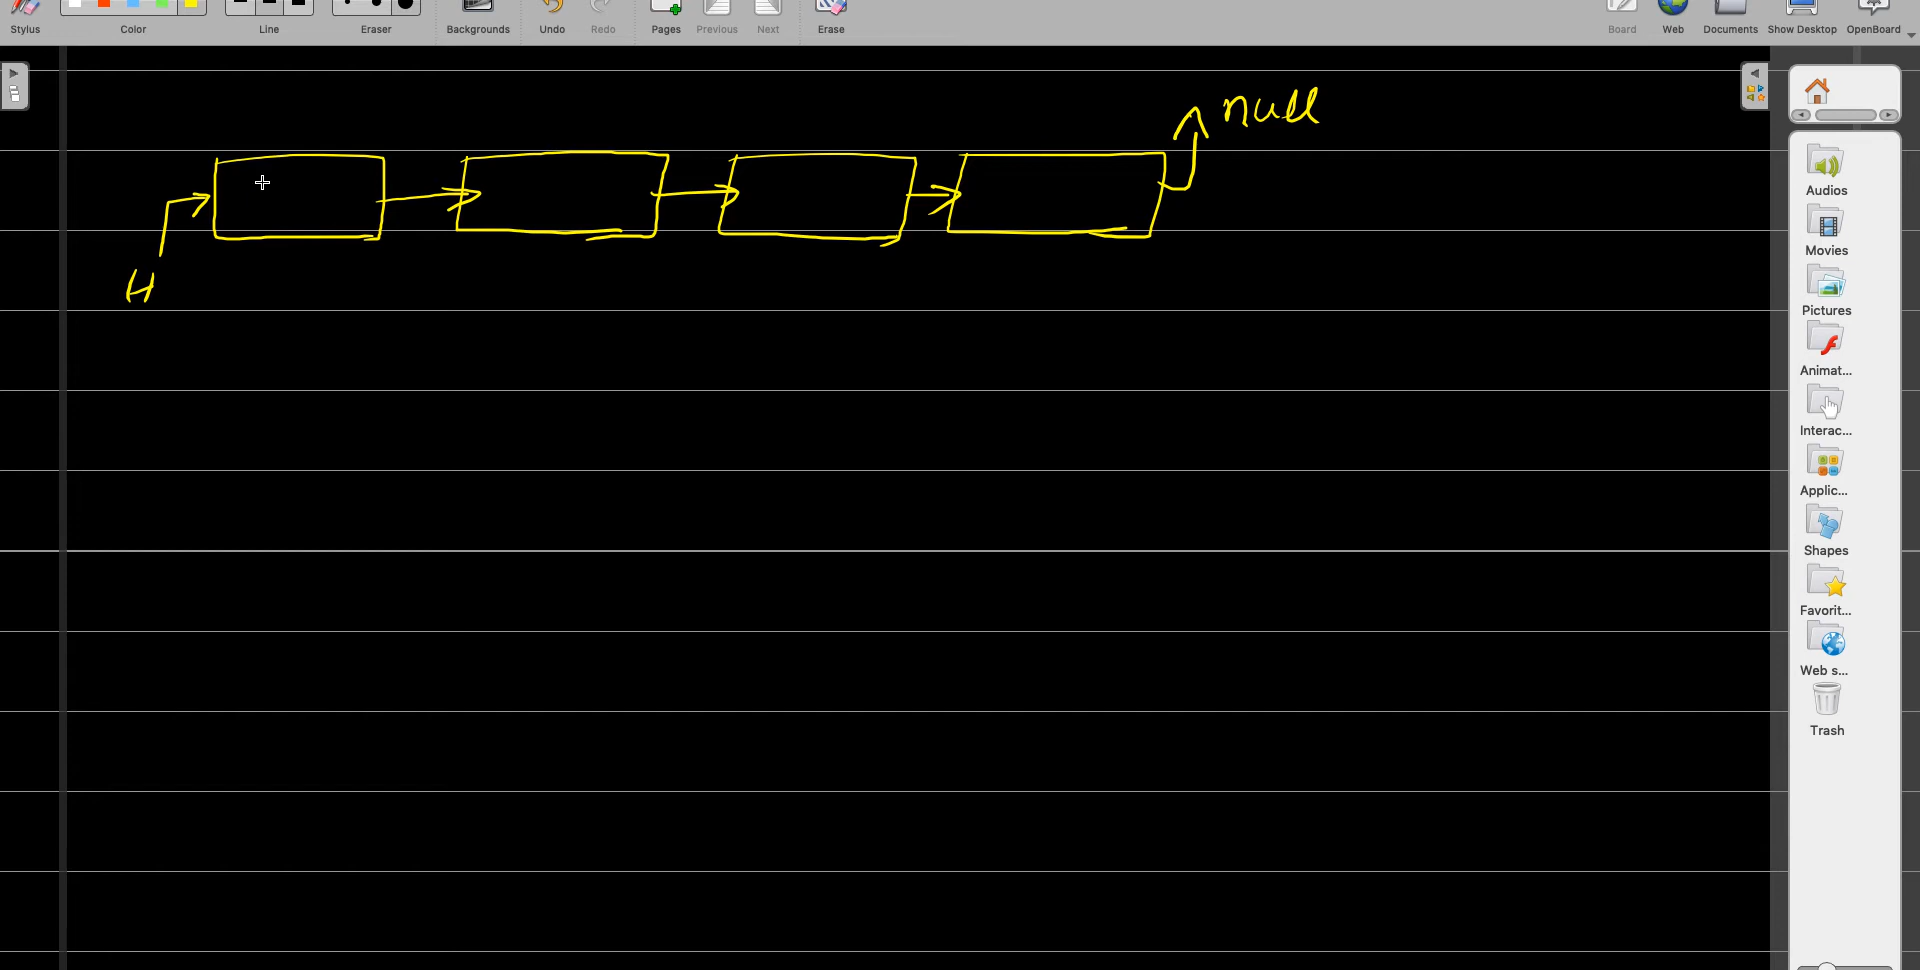 Stylus Color Line Eraser Backgrounds Undo Redo Pages Previous Next Erase Board Web Documents Show Desktop OpenBoard
null
H
Audios
Movies
Pictures
Animat...
Interac...
Applic...
Shapes
Favorit...
Web s...
Trash